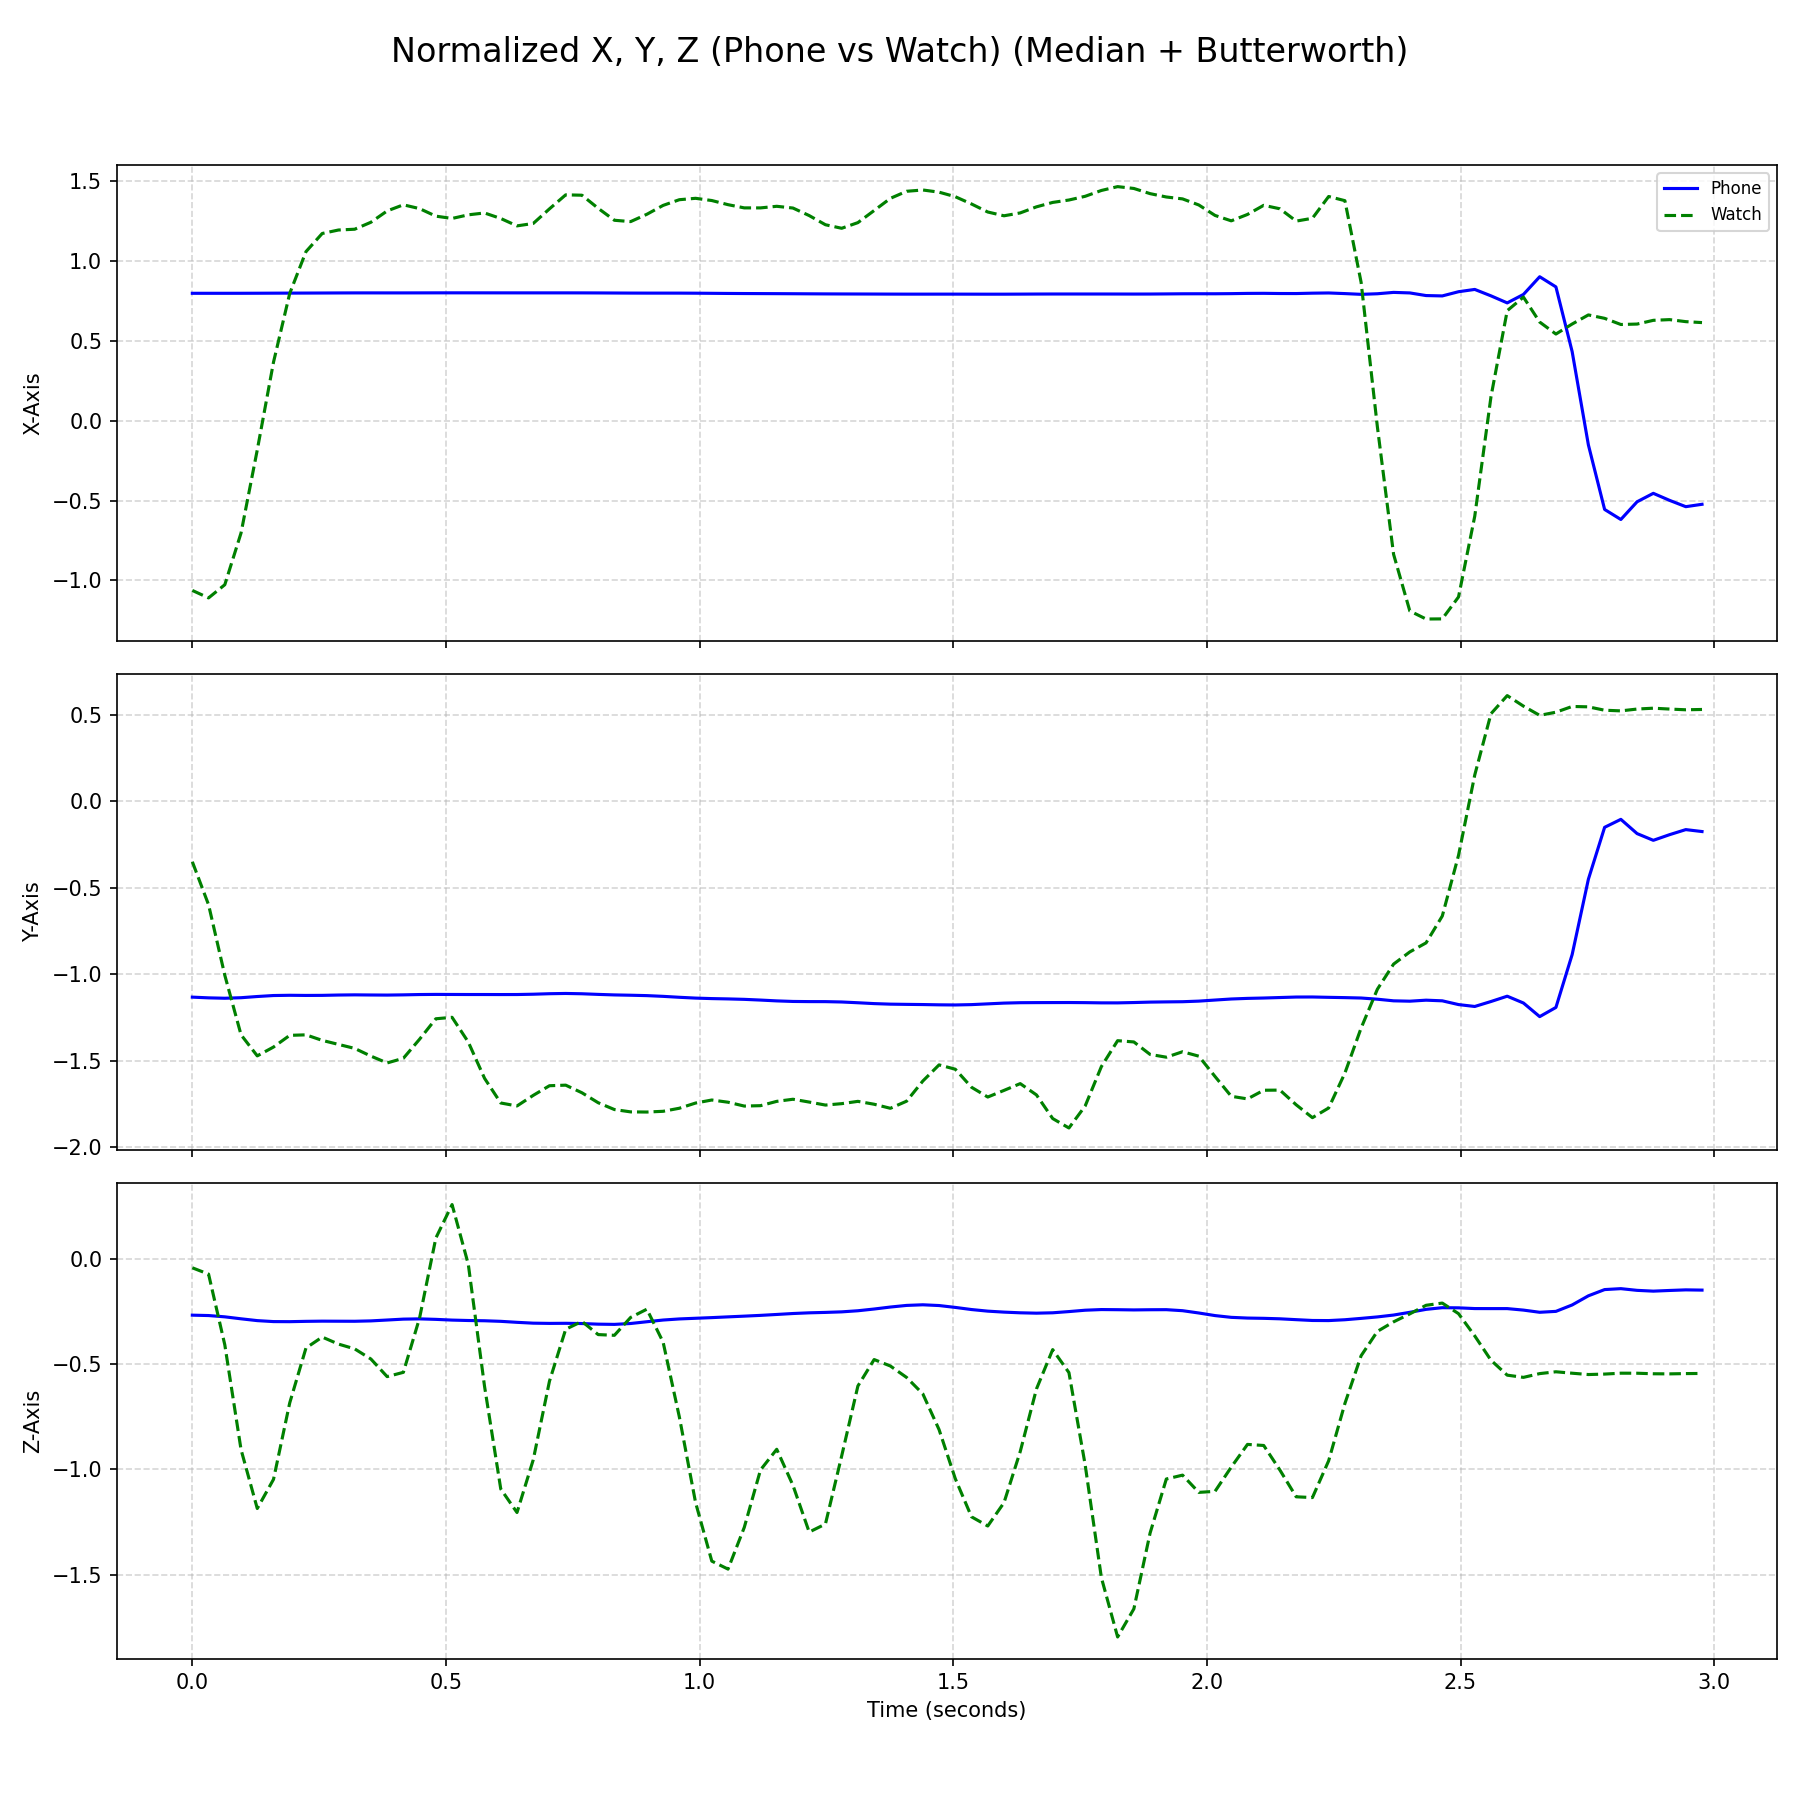 Normalized X, Y, Z (Phone vs Watch) (Median + Butterworth)
Phone
Watch
1.5
1.0
0.5
0.0
−0.5
−1.0
X-Axis
0.5
0.0
−0.5
−1.0
−1.5
−2.0
Y-Axis
0.0
−0.5
−1.0
−1.5
Z-Axis
0.0 0.5 1.0 1.5 2.0 2.5 3.0
Time (seconds)